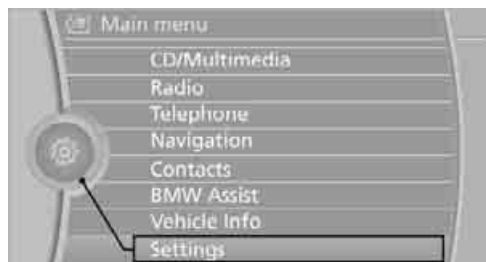 Main menu
CD/Multimedia
Radio
Telephone
Navigation
Contacts
BMW Assist
Vehicle Info
Settings